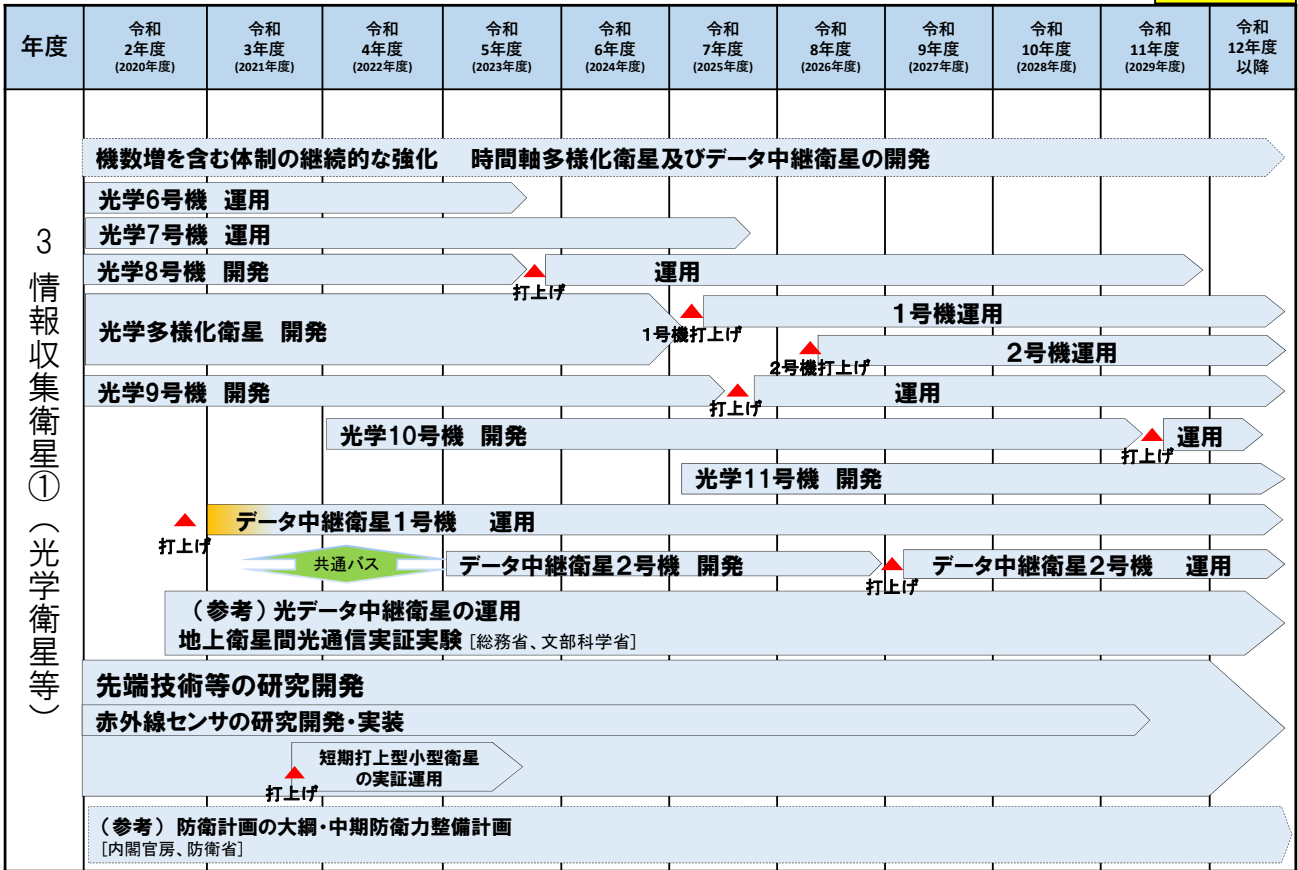 年度
令和
2年度
(2020年度)
令和
3年度
(2021年度)
令和
4年度
(2022年度)
令和
5年度
(2023年度)
令和
6年度
(2024年度)
令和
7年度
(2025年度)
令和
8年度
(2026年度)
令和
9年度
(2027年度)
令和
10年度
(2028年度)
令和
11年度
(2029年度)
令和
12年度
以降
3 情報収集衛星①(光学衛星等)
機数増を含む体制の継続的な強化 時間軸多様化衛星及びデータ中継衛星の開発
光学6号機 運用
光学7号機 運用
光学8号機 開発
打上げ
運用
光学多様化衛星 開発
1号機打上げ
1号機運用
2号機打上げ
2号機運用
光学9号機 開発
打上げ
運用
光学10号機 開発
打上げ
運用
光学11号機 開発
打上げ
データ中継衛星1号機 運用
共通バス
データ中継衛星2号機 開発
打上げ
データ中継衛星2号機 運用
(参考)光データ中継衛星の運用
地上衛星間光通信実証実験 [総務省、文部科学省]
先端技術等の研究開発
赤外線センサの研究開発・実装
打上げ
短期打上型小型衛星
の実証運用
(参考) 防衛計画の大綱・中期防衛力整備計画
[内閣官房、防衛省]